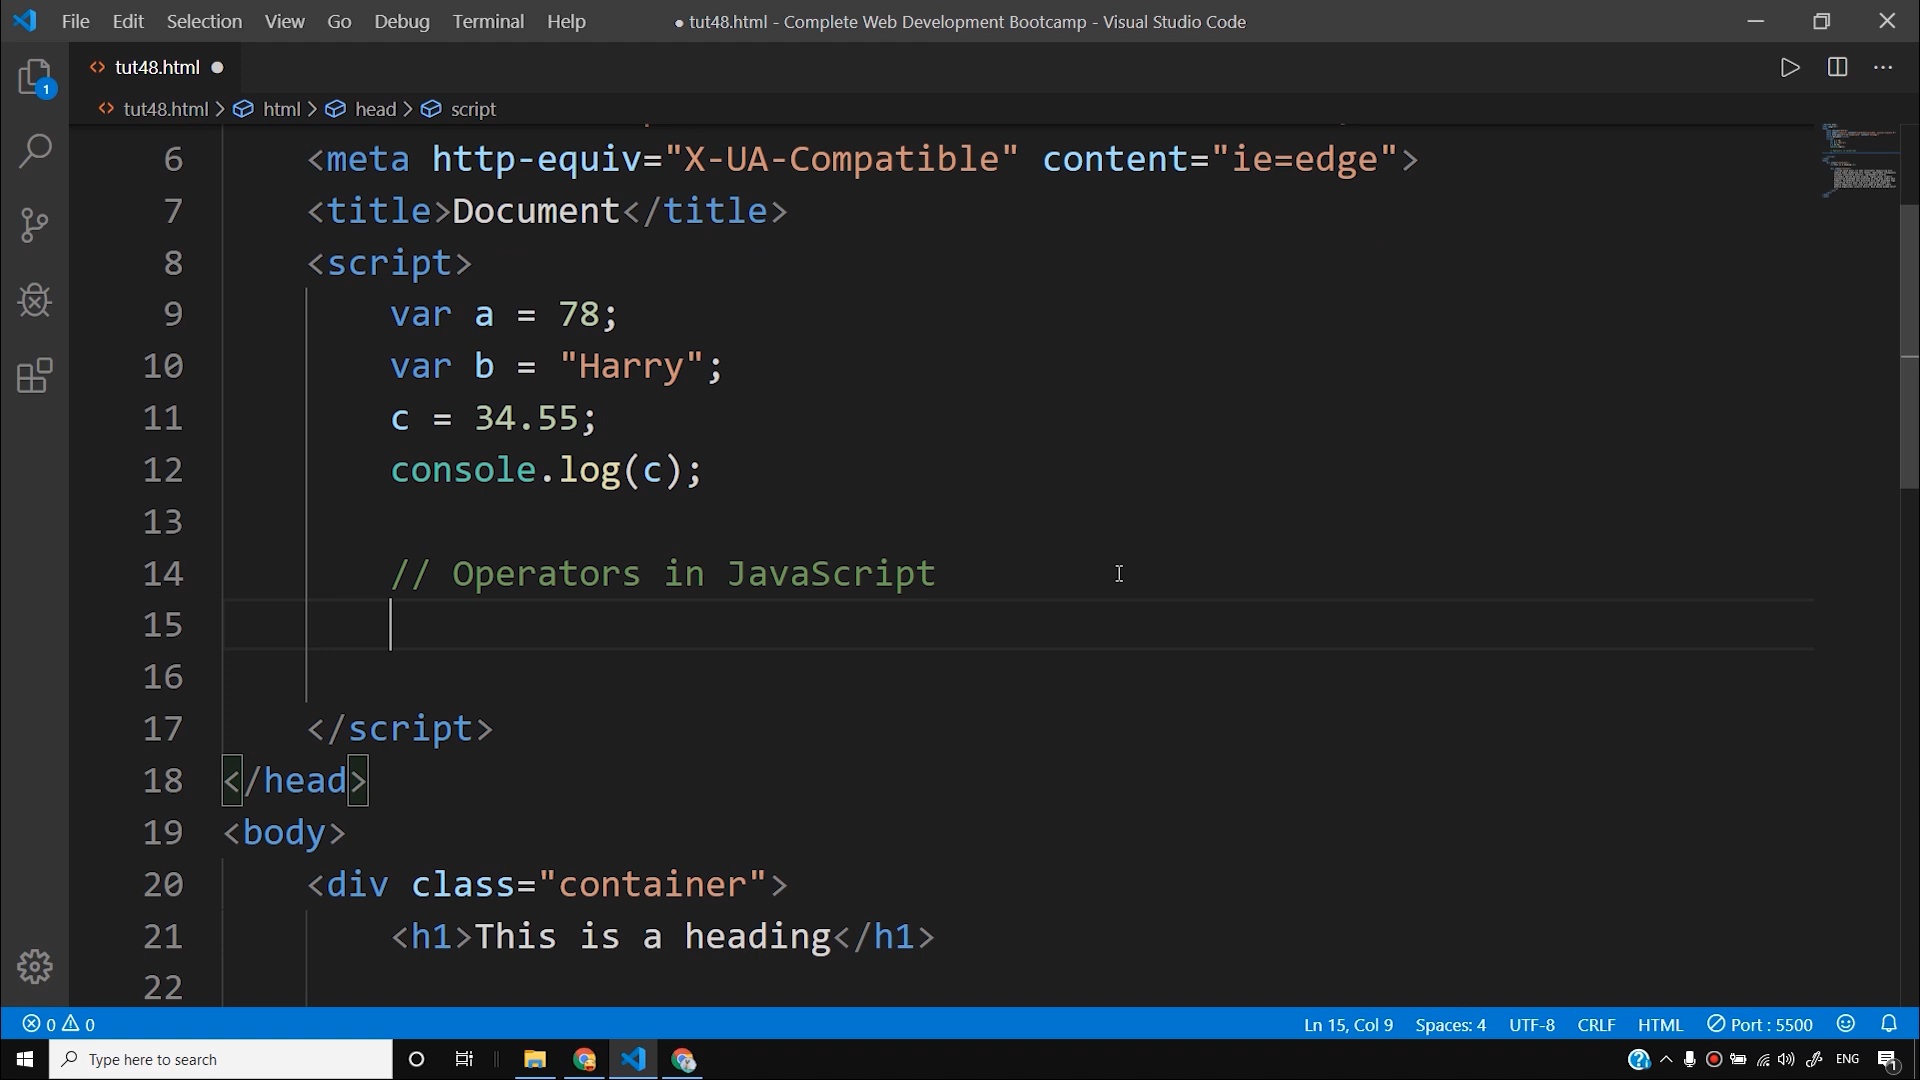 File Edit Selection View Go Debug Terminal Help ● tut48.html - Complete Web Development Bootcamp - Visual Studio Code
tut48.html ●
tut48.html > html > head > script
1
6 <meta http-equiv="X-UA-Compatible" content="ie=edge">
7 <title>Document</title>
8 <script>
9 var a = 78;
10 var b = "Harry";
11 c = 34.55;
12 console.log(c);
13
14 // Operators in JavaScript
15
16
17 </script>
18 </head>
19 <body>
20 <div class="container">
21 <h1>This is a heading</h1>
22
0 0 Ln 15, Col 9 Spaces: 4 UTF-8 CRLF HTML Port : 5500
Type here to search ENG 1